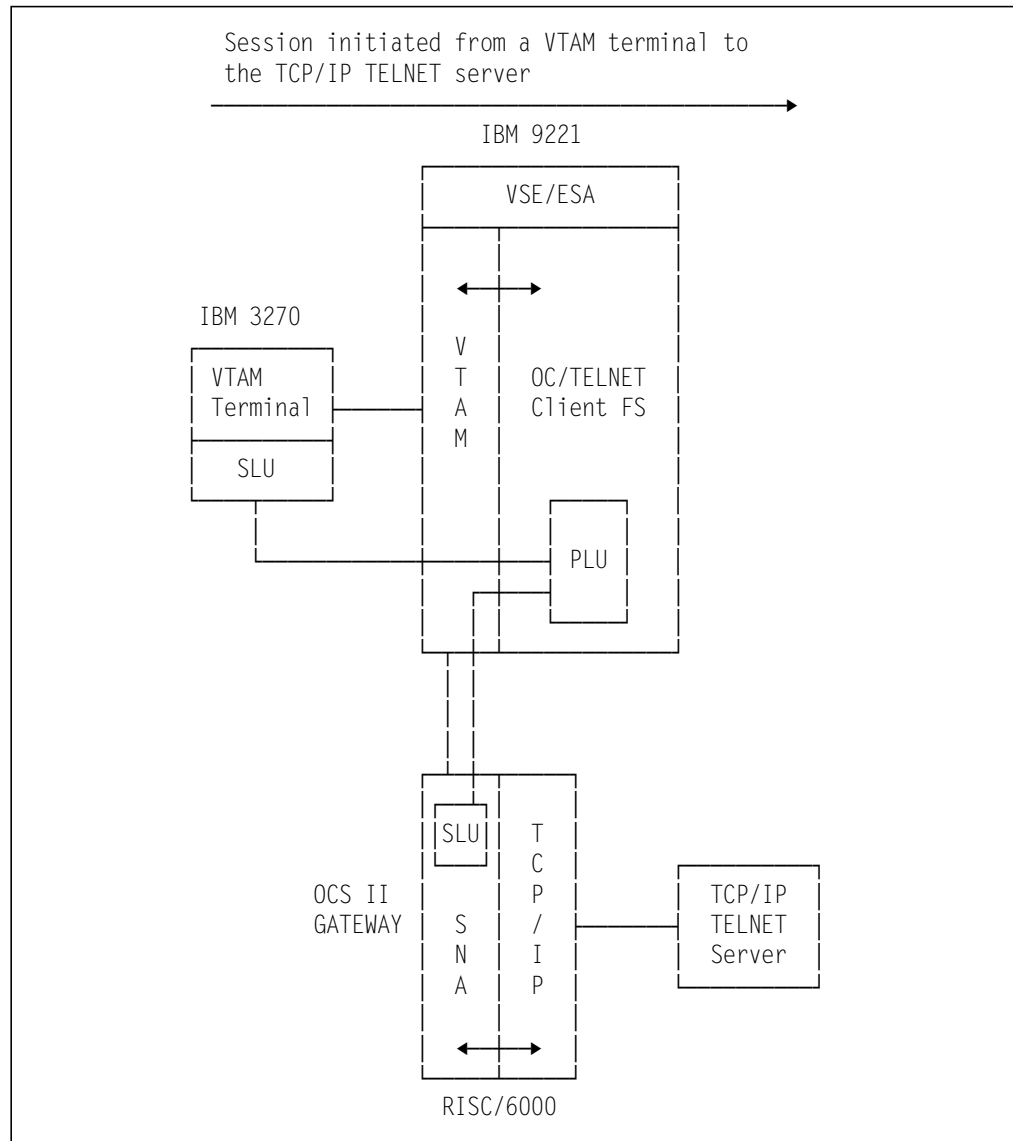 Session initiated from a VTAM terminal to
the TCP/IP TELNET server
IBM 9221
VSE/ESA
IBM 3270
VTAM
Terminal
SLU
V
T
A
M
OC/TELNET
Client FS
PLU
SLU
OCS II
GATEWAY
S
N
A
T
C
P
/
I
P
TCP/IP
TELNET
Server
RISC/6000